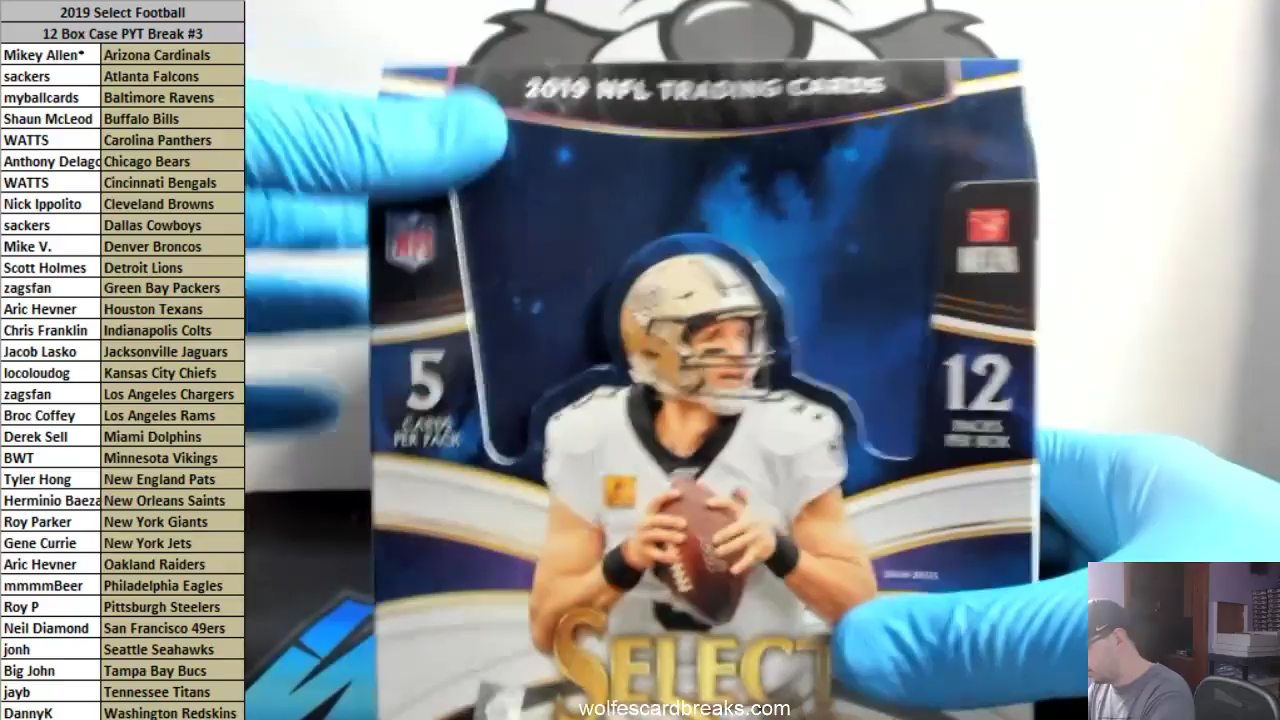 2019 Select Football
12 Box Case PYT Break #3
Mikey Allen* Arizona Cardinals
sackers Atlanta Falcons
myballcards Baltimore Ravens
Shaun McLeod Buffalo Bills
WATTS Carolina Panthers
Anthony Delago Chicago Bears
WATTS Cincinnati Bengals
Nick Ippolito Cleveland Browns
sackers Dallas Cowboys
Mike V. Denver Broncos
Scott Holmes Detroit Lions
zagsfan Green Bay Packers
Aric Hevner Houston Texans
Chris Franklin Indianapolis Colts
Jacob Lasko Jacksonville Jaguars
locoloudog Kansas City Chiefs
zagsfan Los Angeles Chargers
Broc Coffey Los Angeles Rams
Derek Sell Miami Dolphins
BWT Minnesota Vikings
Tyler Hong New England Pats
Herminio Baeza New Orleans Saints
Roy Parker New York Giants
Gene Currie New York Jets
Aric Hevner Oakland Raiders
mmmmBeer Philadelphia Eagles
Roy P Pittsburgh Steelers
Neil Diamond San Francisco 49ers
jonh Seattle Seahawks
Big John Tampa Bay Bucs
jayb Tennessee Titans
DannyK Washington Redskins
2019 NFL TRADING CARDS
NFL
5
CARDS
PER PACK
12
PACKS
PER BOX
SELECT
wolfescardbreaks.com